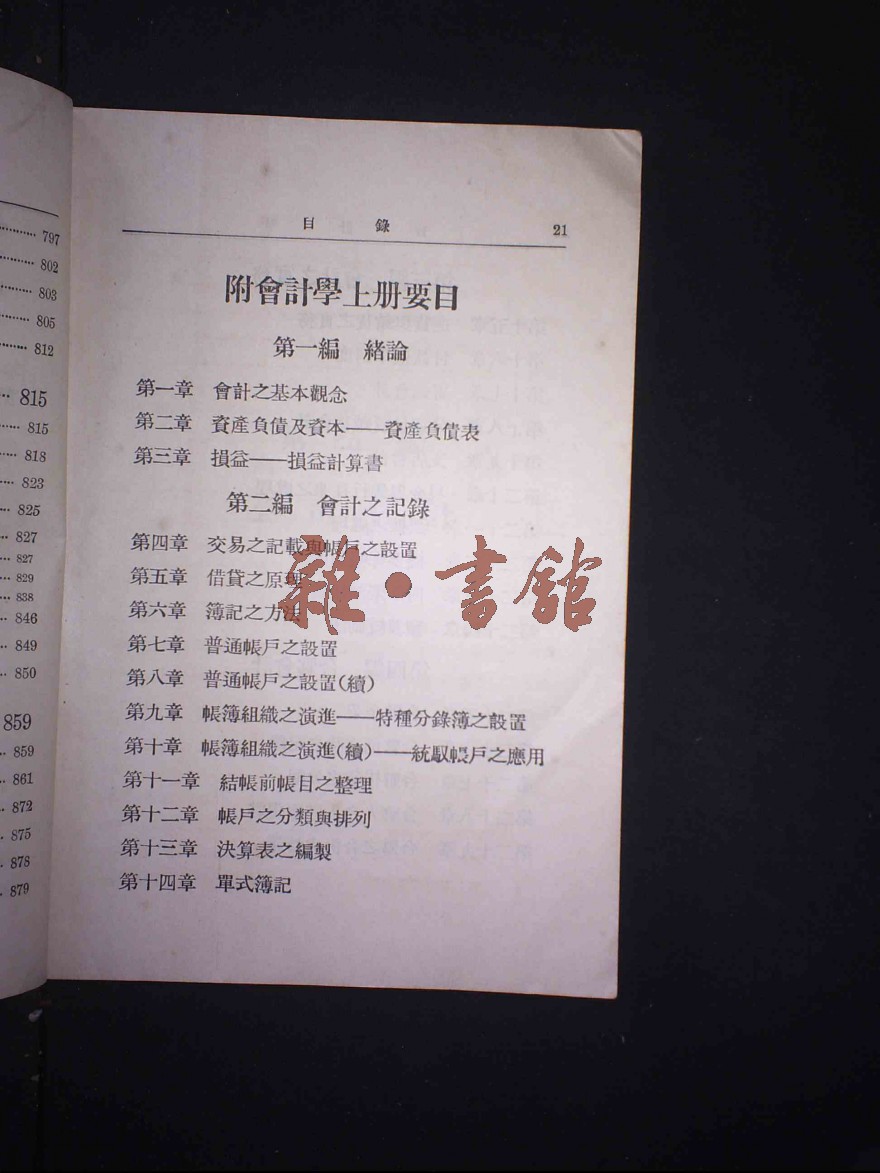 797
802
803
805
812
815
815
818
823
825
827
827
829
838
846
849
850
859
859
861
872
875
878
879
目 錄 21
附會計學上册要目
第一編 緒論
第一章 會計之基本觀念
第二章 資產負債及資本——資產負債表
第三章 損益——損益計算書
第二編 會計之記錄
第四章 交易之記載與帳戶之設置
第五章 借貸之原理
第六章 簿記之方法
第七章 普通帳戶之設置
第八章 普通帳戶之設置(續)
第九章 帳簿組織之演進——特種分錄簿之設置
第十章 帳簿組織之演進(續)——統馭帳戶之應用
第十一章 結帳前帳目之整理
第十二章 帳戶之分類與排列
第十三章 決算表之編製
第十四章 單式簿記
雜·書館